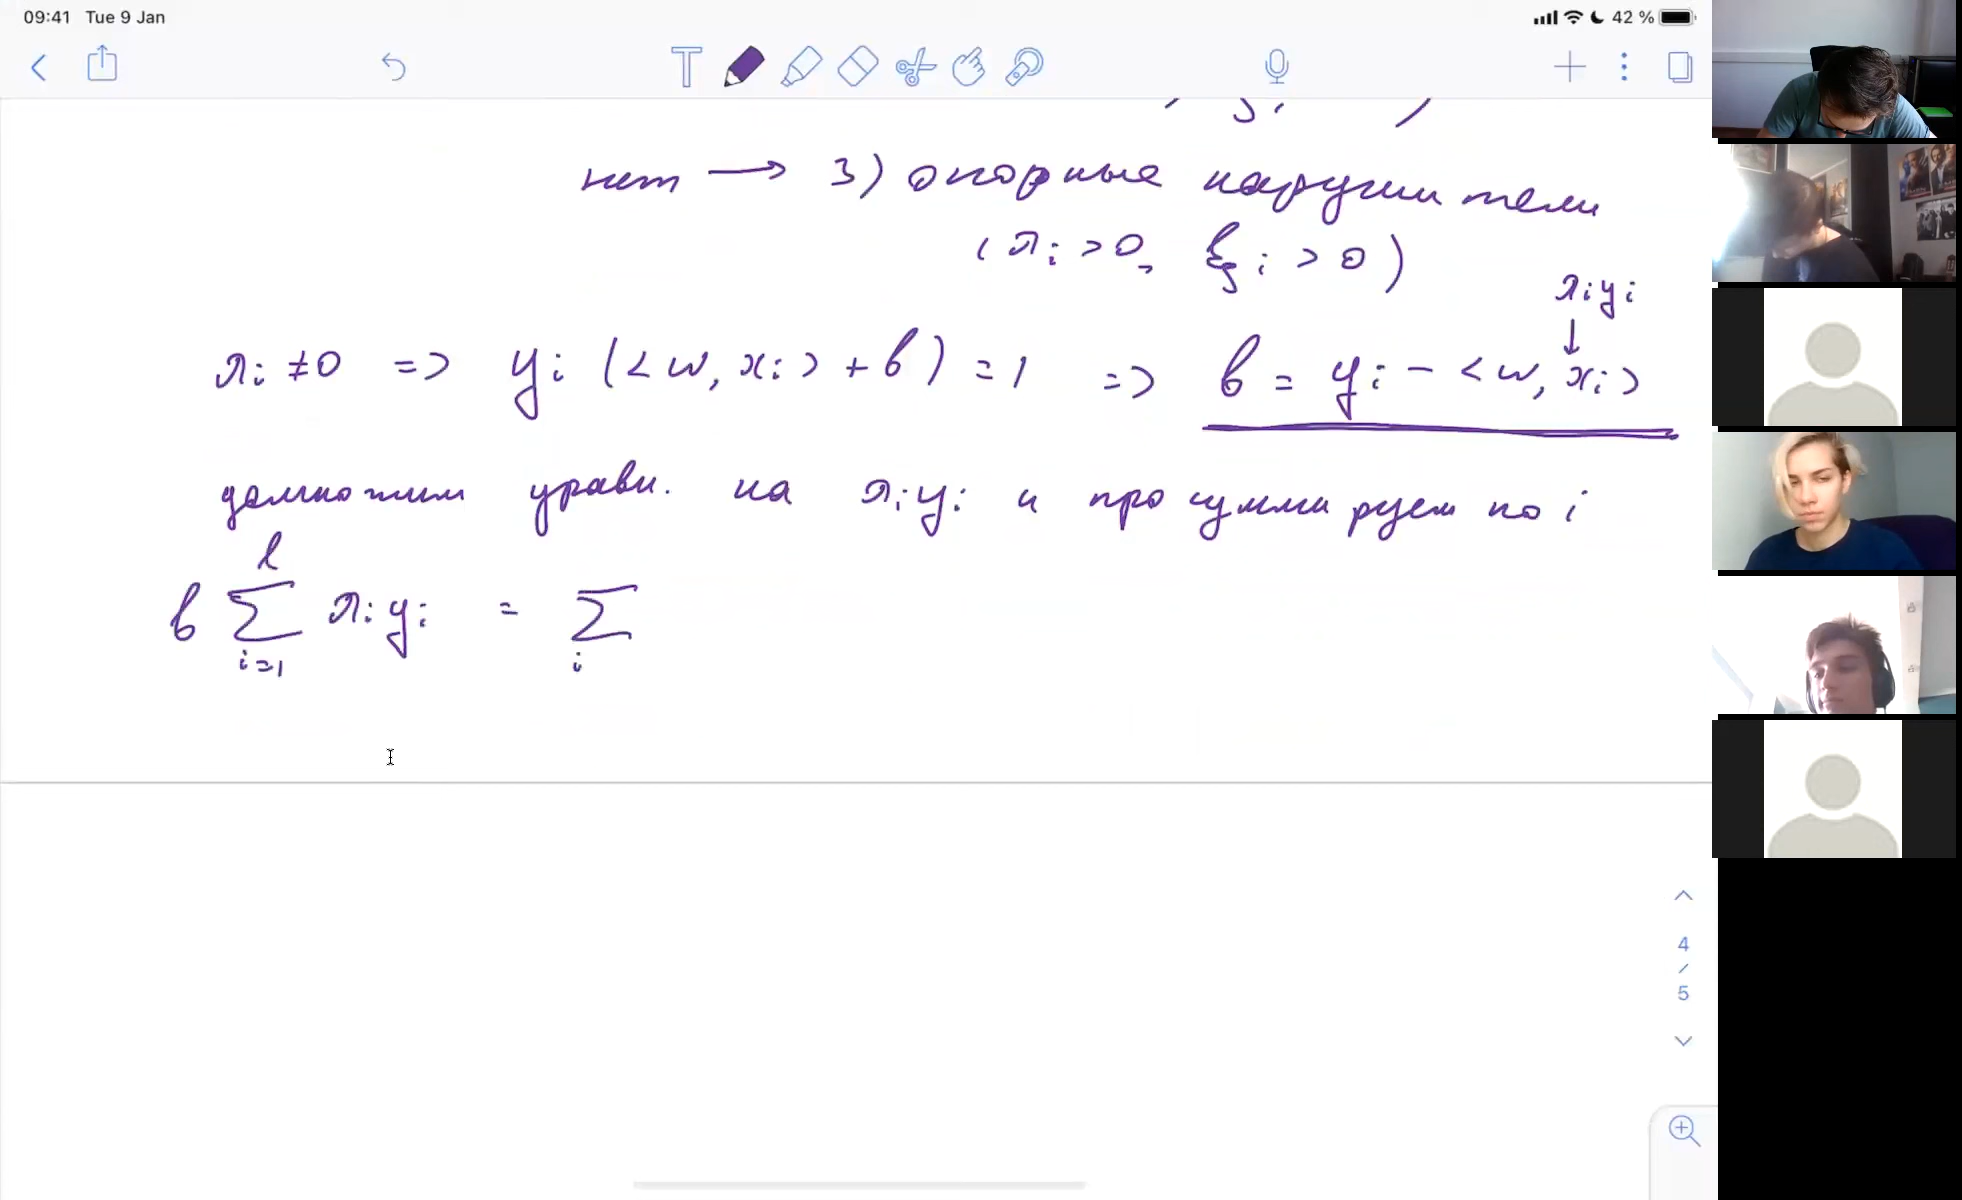 09:41 Tue 9 Jan 42 %
нет → 3) опорные нарушители
(λi > 0, ξi > 0)
λiyi
↓
λi ≠ 0 => yi (<w, xi> + b) = 1 => b = yi - <w, xi>
домножим уравн. на λiyi и просуммируем по i
l
b ∑ λiyi = ∑
i=1 i
4
/
5